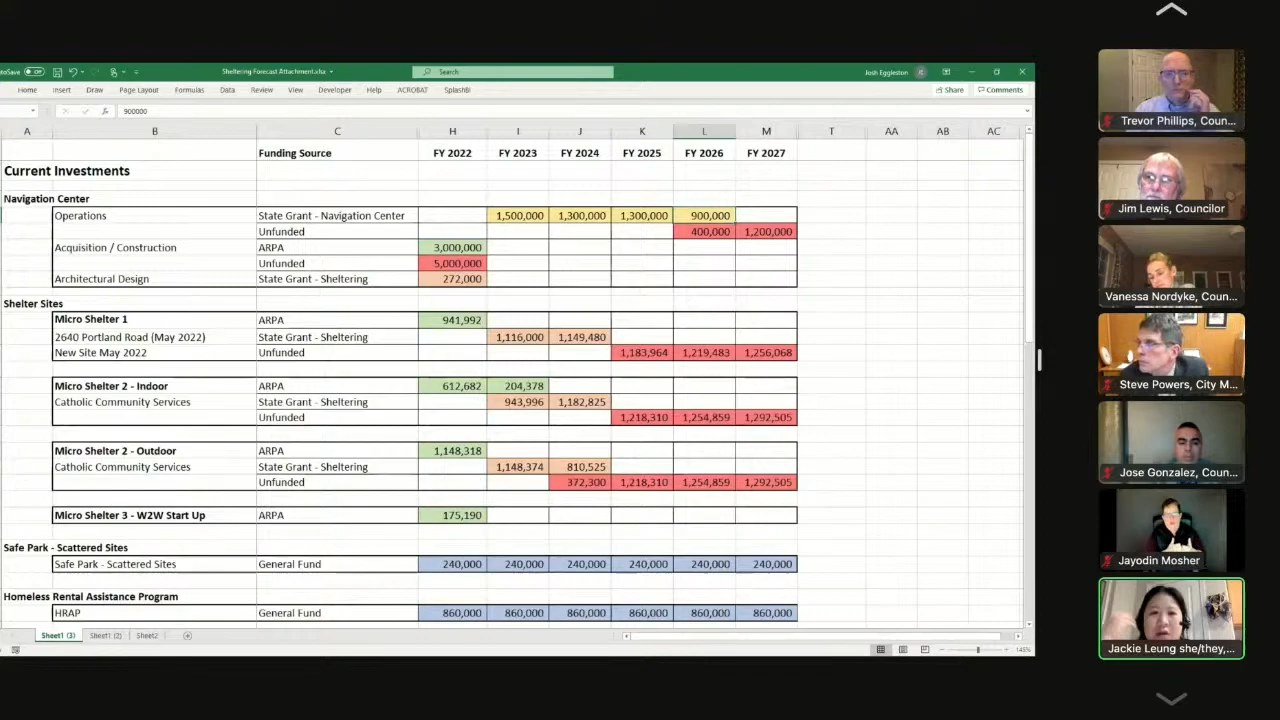 AutoSave Off Sheltering Forecast Attachment.xlsx Search Josh Eggleston JE
Home Insert Draw Page Layout Formulas Data Review View Developer Help ACROBAT SplashBI Share Comments
fx 900000
A B C H I J K L M T AA AB AC
Funding Source FY 2022 FY 2023 FY 2024 FY 2025 FY 2026 FY 2027
Current Investments
Navigation Center
Operations State Grant - Navigation Center 1,500,000 1,300,000 1,300,000 900,000
Unfunded 400,000 1,200,000
Acquisition / Construction ARPA 3,000,000
Unfunded 5,000,000
Architectural Design State Grant - Sheltering 272,000
Shelter Sites
Micro Shelter 1 ARPA 941,992
2640 Portland Road (May 2022) State Grant - Sheltering 1,116,000 1,149,480
New Site May 2022 Unfunded 1,183,964 1,219,483 1,256,068
Micro Shelter 2 - Indoor ARPA 612,682 204,378
Catholic Community Services State Grant - Sheltering 943,996 1,182,825
Unfunded 1,218,310 1,254,859 1,292,505
Micro Shelter 2 - Outdoor ARPA 1,148,318
Catholic Community Services State Grant - Sheltering 1,148,374 810,525
Unfunded 372,300 1,218,310 1,254,859 1,292,505
Micro Shelter 3 - W2W Start Up ARPA 175,190
Safe Park - Scattered Sites
Safe Park - Scattered Sites General Fund 240,000 240,000 240,000 240,000 240,000 240,000
Homeless Rental Assistance Program
HRAP General Fund 860,000 860,000 860,000 860,000 860,000 860,000
Sheet1 (3) Sheet1 (2) Sheet2
145%
Trevor Phillips, Coun...
Jim Lewis, Councilor
Vanessa Nordyke, Coun...
Steve Powers, City M...
Jose Gonzalez, Coun...
Jayodin Mosher
Jackie Leung she/they,...